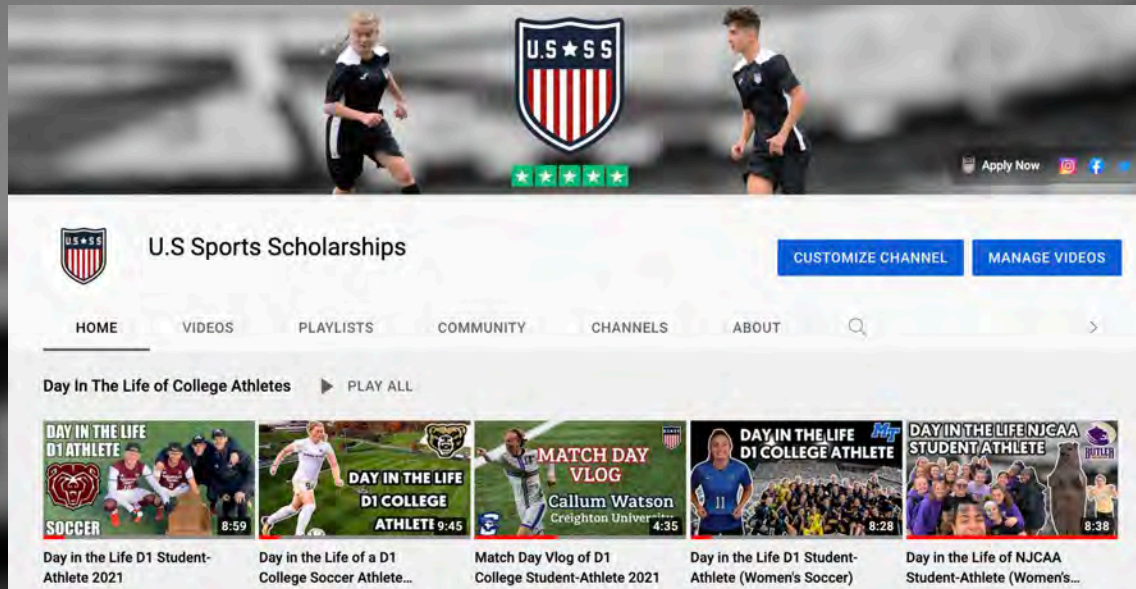 U.S★SS
Apply Now
U.S★SS
U.S Sports Scholarships
CUSTOMIZE CHANNEL
MANAGE VIDEOS
HOME
VIDEOS
PLAYLISTS
COMMUNITY
CHANNELS
ABOUT
Day In The Life of College Athletes
PLAY ALL
DAY IN THE LIFE
D1 ATHLETE
SOCCER
8:59
DAY IN THE LIFE
D1 COLLEGE
ATHLETE
9:45
MATCH DAY
VLOG
Callum Watson
Creighton University
4:35
DAY IN THE LIFE
D1 COLLEGE ATHLETE
MT
11
8:28
DAY IN THE LIFE NJCAA
STUDENT ATHLETE
BUTLER
8:38
Day in the Life D1 Student-
Athlete 2021
Day in the Life of a D1
College Soccer Athlete...
Match Day Vlog of D1
College Student-Athlete 2021
Day in the Life D1 Student-
Athlete (Women's Soccer)
Day in the Life of NJCAA
Student-Athlete (Women's...